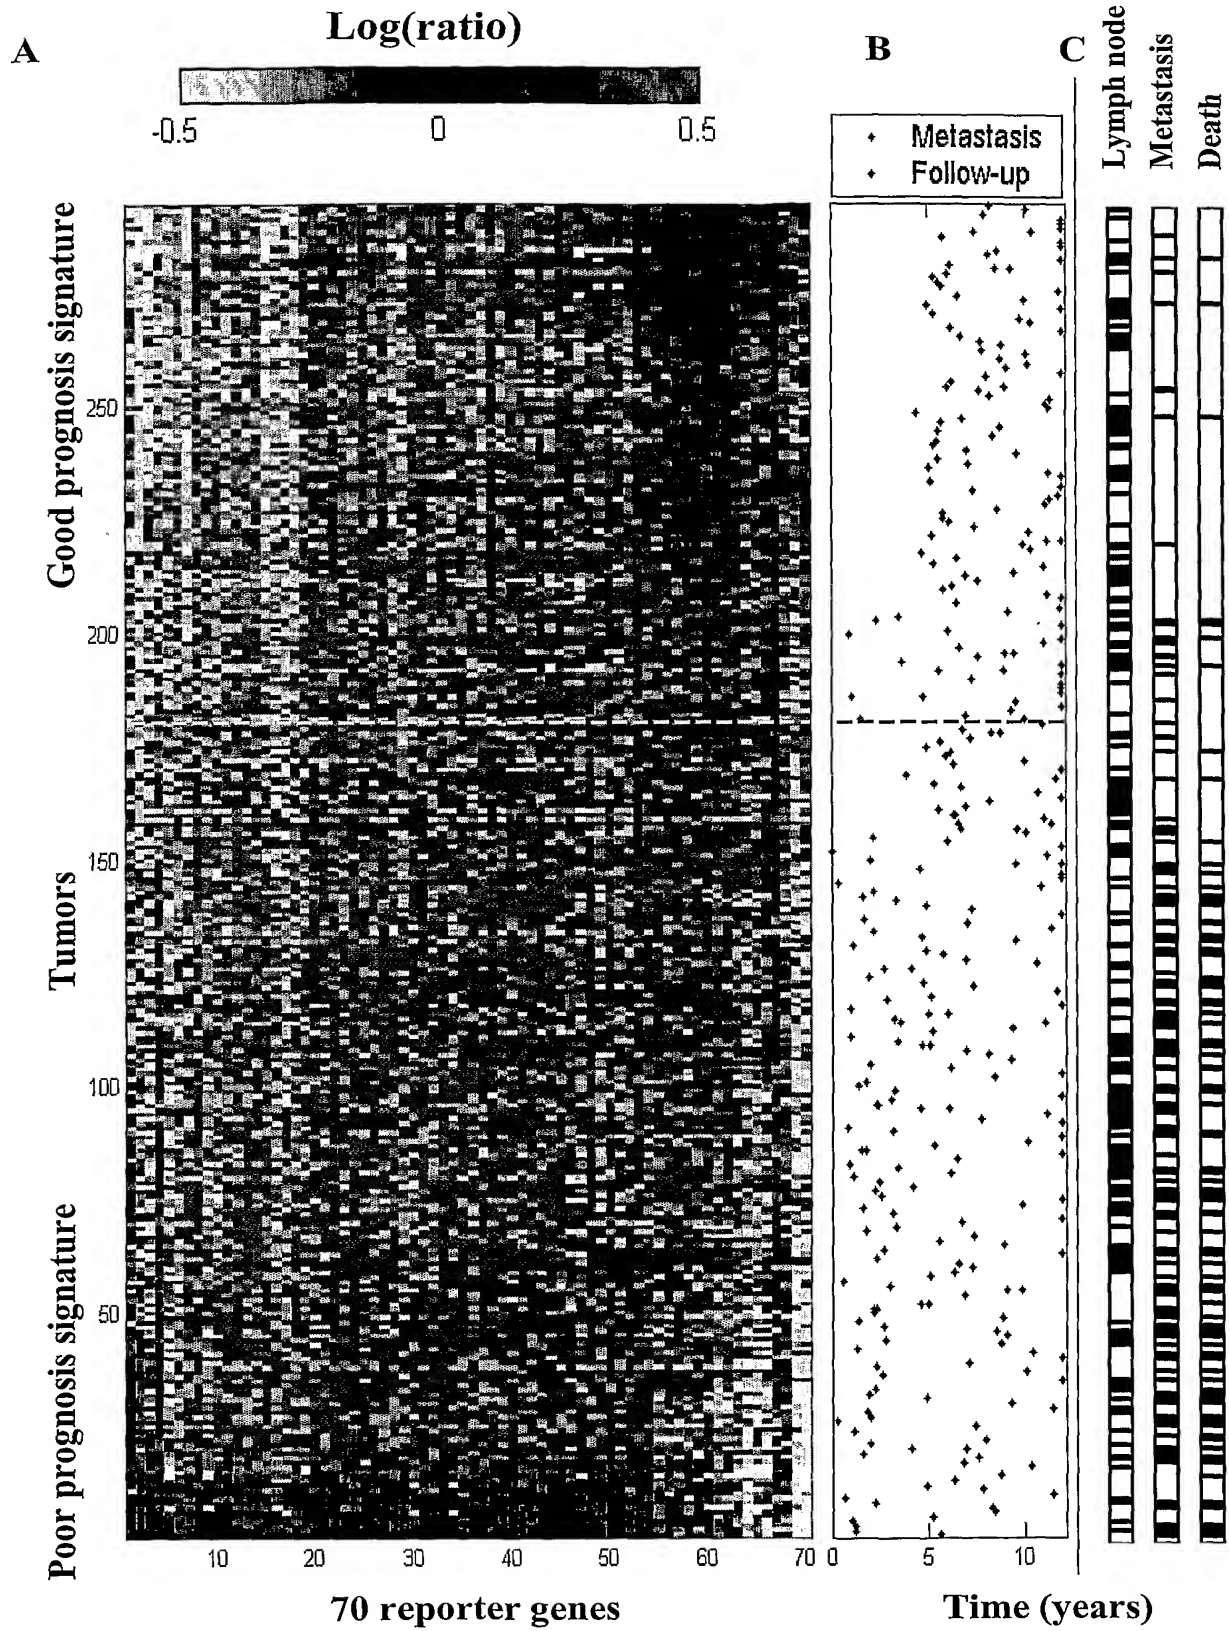 A
Log(ratio)
-0.5 0 0.5
B
Metastasis
Follow-up
C
Lymph node
Metastasis
Death
Good prognosis signature
Tumors
Poor prognosis signature
250
200
150
100
50
10 20 30 40 50 60 70
0 5 10
70 reporter genes
Time (years)